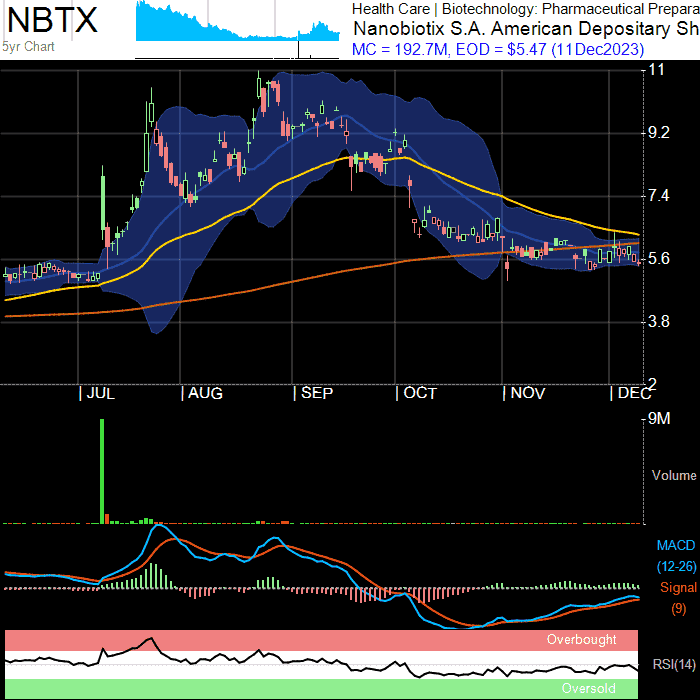 NBTX
5yr Chart
Health Care | Biotechnology: Pharmaceutical Prepara
Nanobiotix S.A. American Depositary Sh
MC = 192.7M, EOD = $5.47 (11Dec2023)
11
9.2
7.4
5.6
3.8
2
| JUL | AUG | SEP | OCT | NOV | DEC
9M
Volume
MACD
(12-26)
Signal
(9)
Overbought
RSI(14)
Oversold